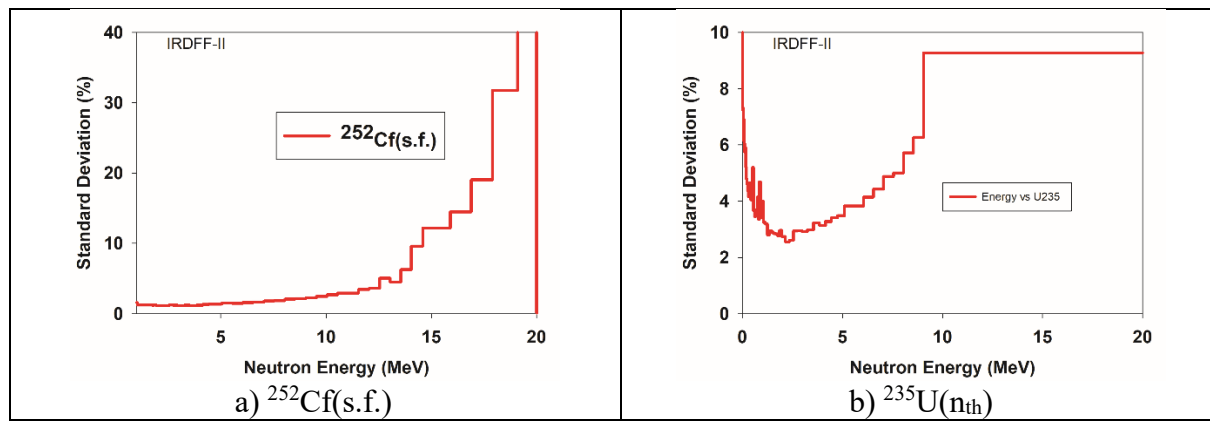 IRDFF-II
40
30
20
10
0
Standard Deviation (%)
²⁵²Cf(s.f.)
5
10
15
20
Neutron Energy (MeV)
a) ²⁵²Cf(s.f.)
IRDFF-II
10
8
6
4
2
0
Standard Deviation (%)
Energy vs U235
0
5
10
15
20
Neutron Energy (MeV)
b) ²³⁵U(nth)